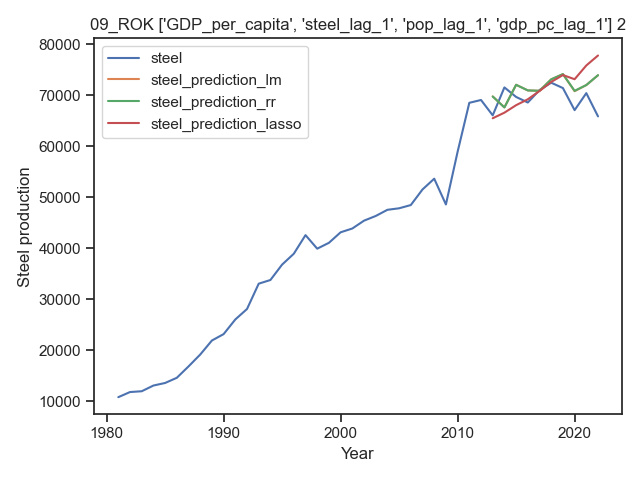 09_ROK ['GDP_per_capita', 'steel_lag_1', 'pop_lag_1', 'gdp_pc_lag_1'] 2
80000
70000
60000
50000
40000
30000
20000
10000
Steel production
steel
steel_prediction_lm
steel_prediction_rr
steel_prediction_lasso
1980
1990
2000
2010
2020
Year